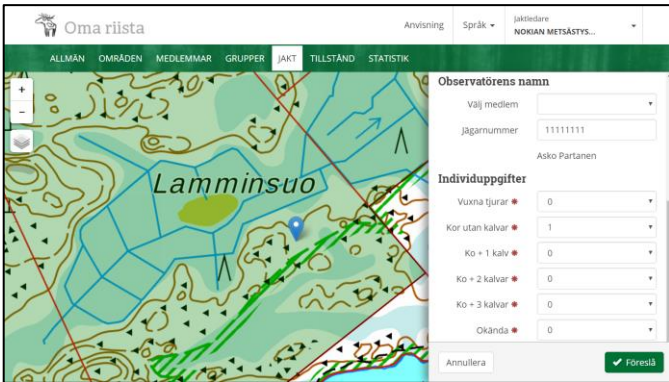 Oma riista
Anvisning
Språk
Jaktledare
NOKIAN METSÄSTYS...
ALLMÄN OMRÅDEN MEDLEMMAR GRUPPER JAKT TILLSTÅND STATISTIK
+
-
Lamminsuo
Observatörens namn
Välj medlem
Jägarnummer 11111111
Asko Partanen
Individuppgifter
Vuxna tjurar * 0
Kor utan kalvar * 1
Ko + 1 kalv * 0
Ko + 2 kalvar * 0
Ko + 3 kalvar * 0
Okända * 0
Annullera
Föreslå